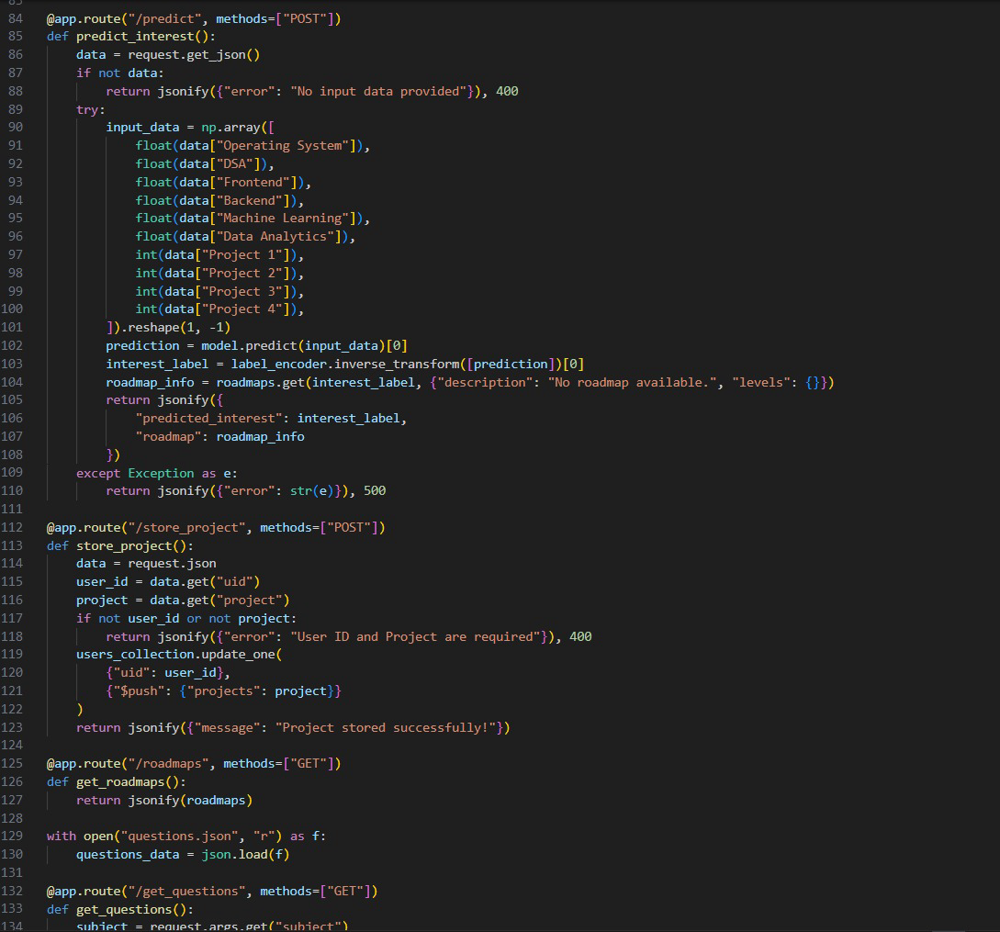 84 @app.route("/predict", methods=["POST"])
85 def predict_interest():
86     data = request.get_json()
87     if not data:
88         return jsonify({"error": "No input data provided"}), 400
89     try:
90         input_data = np.array([
91             float(data["Operating System"]),
92             float(data["DSA"]),
93             float(data["Frontend"]),
94             float(data["Backend"]),
95             float(data["Machine Learning"]),
96             float(data["Data Analytics"]),
97             int(data["Project 1"]),
98             int(data["Project 2"]),
99             int(data["Project 3"]),
100             int(data["Project 4"]),
101         ]).reshape(1, -1)
102         prediction = model.predict(input_data)[0]
103         interest_label = label_encoder.inverse_transform([prediction])[0]
104         roadmap_info = roadmaps.get(interest_label, {"description": "No roadmap available.", "levels": {}})
105         return jsonify({
106             "predicted_interest": interest_label,
107             "roadmap": roadmap_info
108         })
109     except Exception as e:
110         return jsonify({"error": str(e)}), 500
111
112 @app.route("/store_project", methods=["POST"])
113 def store_project():
114     data = request.json
115     user_id = data.get("uid")
116     project = data.get("project")
117     if not user_id or not project:
118         return jsonify({"error": "User ID and Project are required"}), 400
119     users_collection.update_one(
120         {"uid": user_id},
121         {"$push": {"projects": project}}
122     )
123     return jsonify({"message": "Project stored successfully!"})
124
125 @app.route("/roadmaps", methods=["GET"])
126 def get_roadmaps():
127     return jsonify(roadmaps)
128
129 with open("questions.json", "r") as f:
130     questions_data = json.load(f)
131
132 @app.route("/get_questions", methods=["GET"])
133 def get_questions():
134     subject = request.args.get("subject")